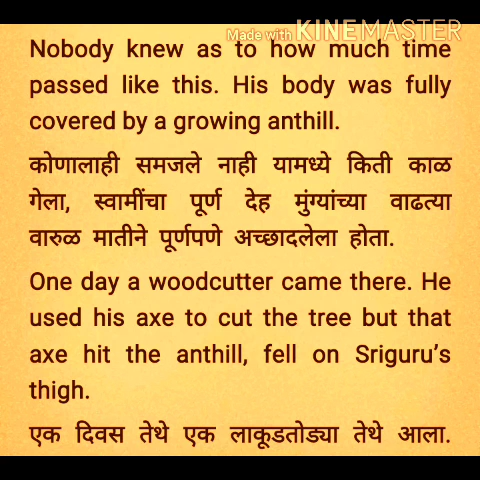 Made with KINEMASTER
Nobody knew as to how much time
passed like this. His body was fully
covered by a growing anthill.
कोणालाही समजले नाही यामध्ये किती काळ
गेला, स्वामींचा पूर्ण देह मुंग्यांच्या वाढत्या
वारुळ मातीने पूर्णपणे अच्छादलेला होता.
One day a woodcutter came there. He
used his axe to cut the tree but that
axe hit the anthill, fell on Sriguru's
thigh.
एक दिवस तेथे एक लाकूडतोड्या तेथे आला.